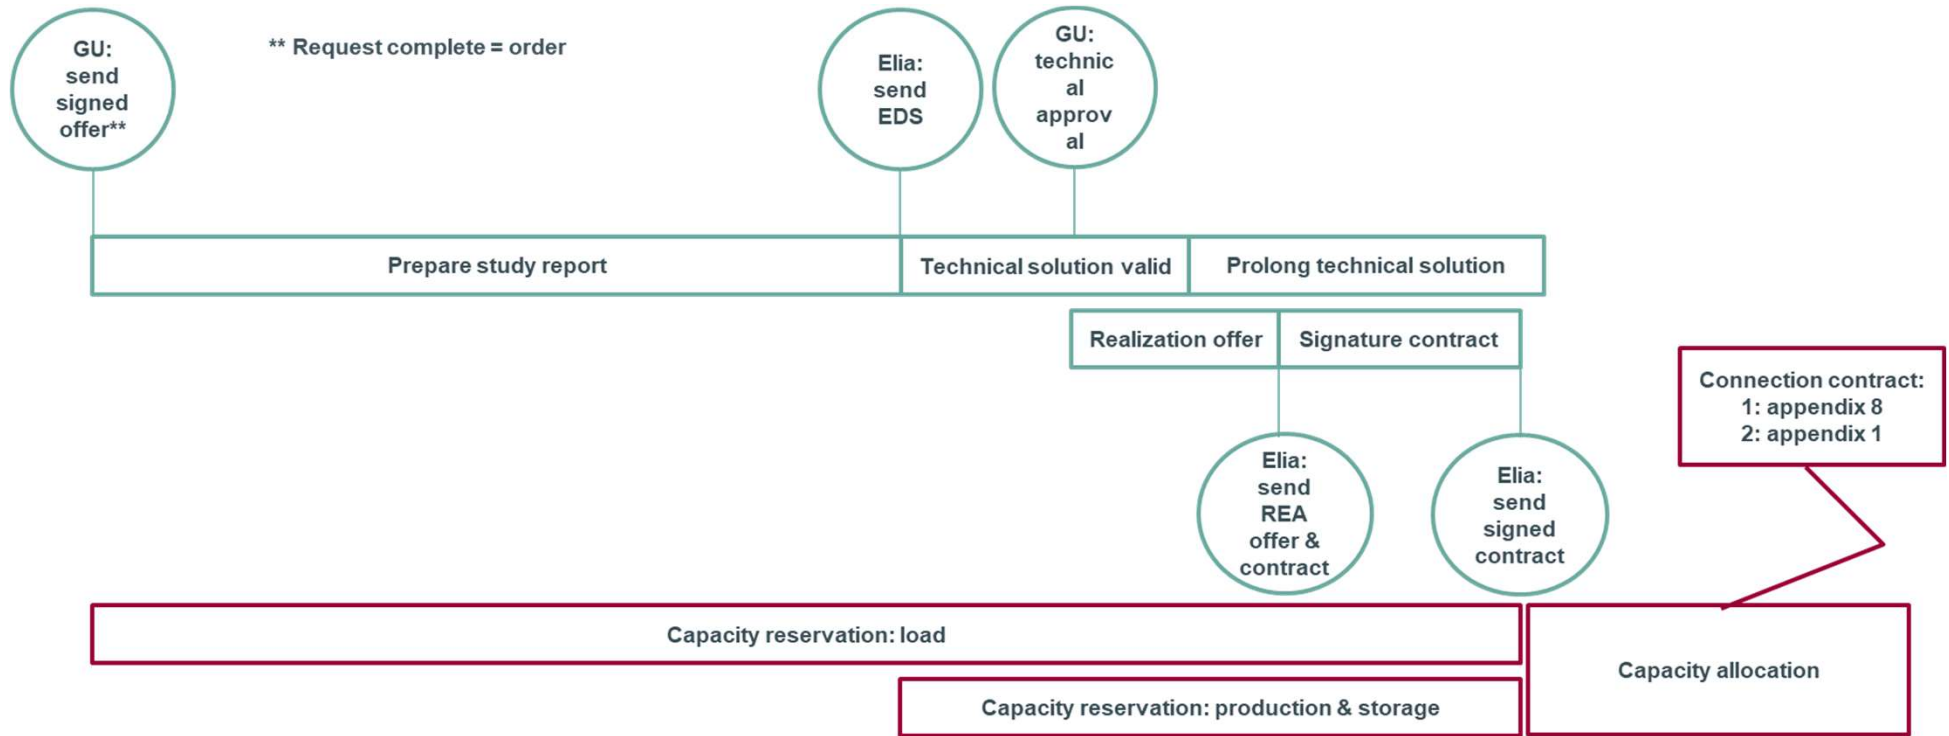 GU:
send
signed
offer**
** Request complete = order
Elia:
send
EDS
GU:
technic
al
approv
al
Prepare study report
Technical solution valid
Prolong technical solution
Realization offer
Signature contract
Connection contract:
1: appendix 8
2: appendix 1
Elia:
send
REA
offer &
contract
Elia:
send
signed
contract
Capacity reservation: load
Capacity allocation
Capacity reservation: production & storage